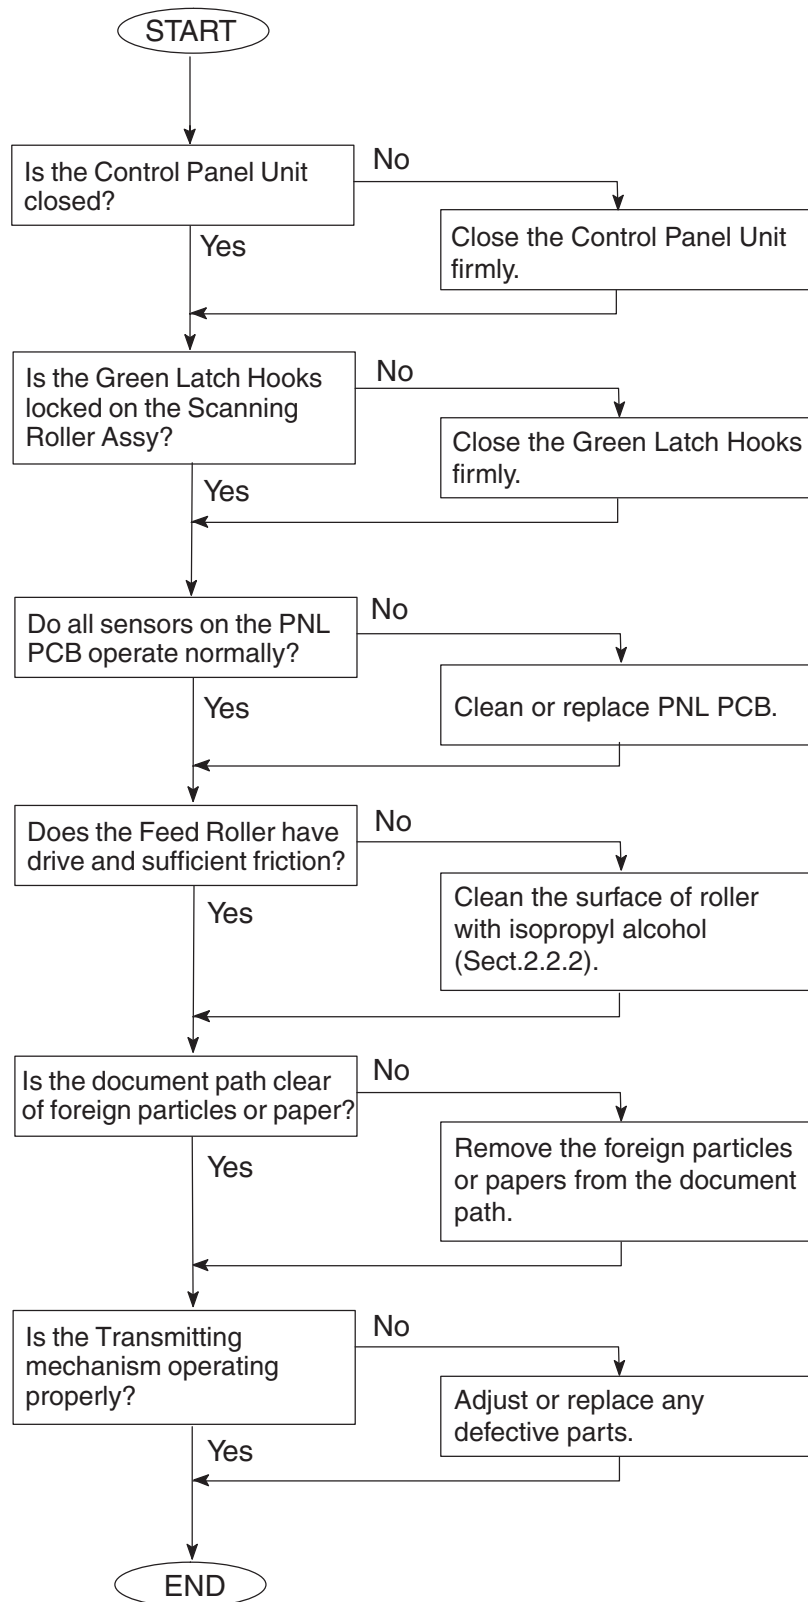 START
Is the Control Panel Unit
closed?
No
Yes
Close the Control Panel Unit
firmly.
Is the Green Latch Hooks
locked on the Scanning
Roller Assy?
No
Yes
Close the Green Latch Hooks
firmly.
Do all sensors on the PNL
PCB operate normally?
No
Yes
Clean or replace PNL PCB.
Does the Feed Roller have
drive and sufficient friction?
No
Yes
Clean the surface of roller
with isopropyl alcohol
(Sect.2.2.2).
Is the document path clear
of foreign particles or paper?
No
Yes
Remove the foreign particles
or papers from the document
path.
Is the Transmitting
mechanism operating
properly?
No
Yes
Adjust or replace any
defective parts.
END